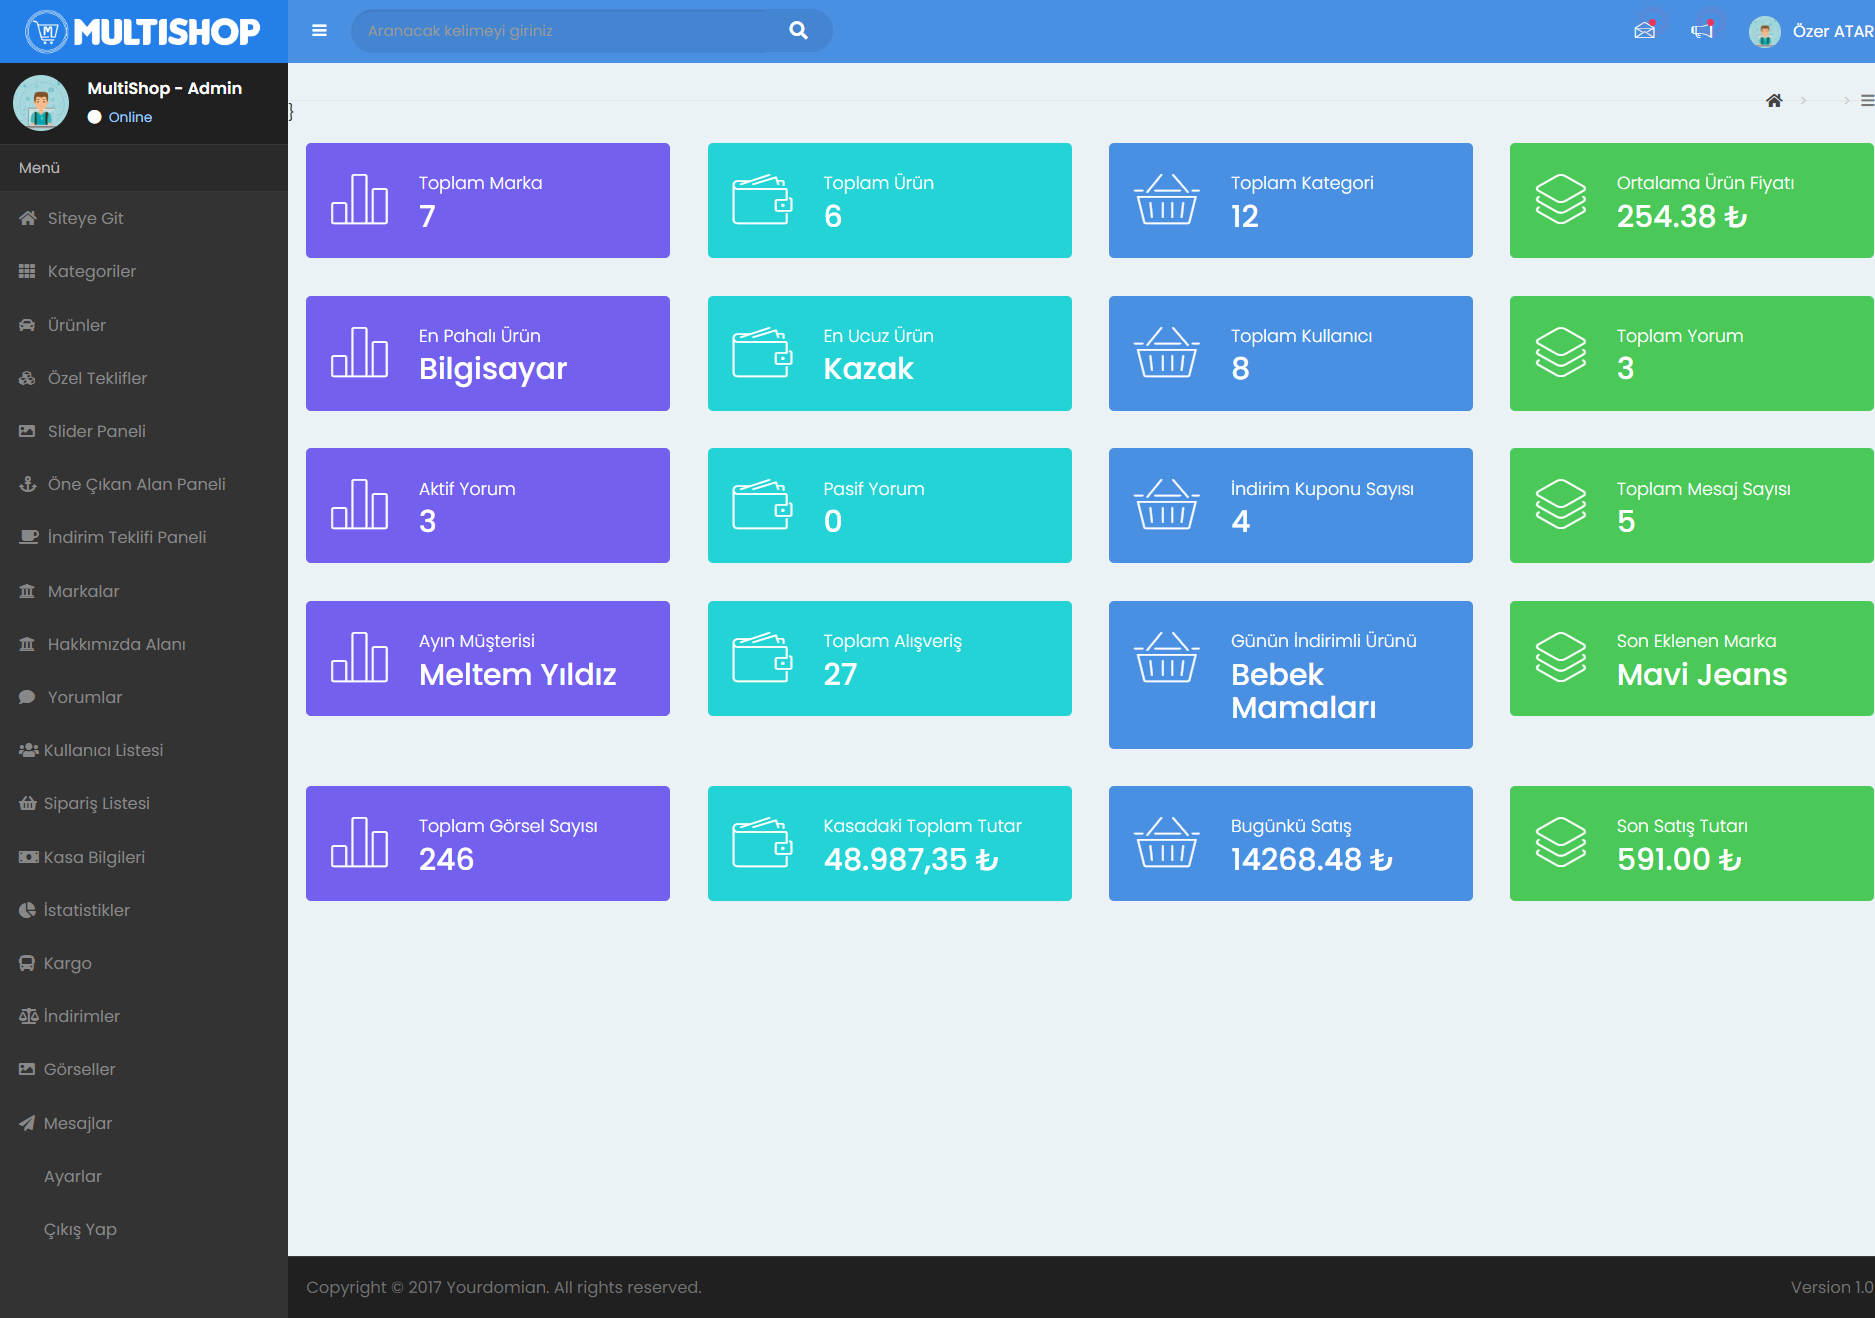 MULTISHOP
Aranacak kelimeyi giriniz
Özer ATAR
MultiShop - Admin
Online
Menü
Siteye Git
Kategoriler
Ürünler
Özel Teklifler
Slider Paneli
Öne Çıkan Alan Paneli
İndirim Teklifi Paneli
Markalar
Hakkımızda Alanı
Yorumlar
Kullanıcı Listesi
Sipariş Listesi
Kasa Bilgileri
İstatistikler
Kargo
İndirimler
Görseller
Mesajlar
Ayarlar
Çıkış Yap
}
Toplam Marka
7
Toplam Ürün
6
Toplam Kategori
12
Ortalama Ürün Fiyatı
254.38 ₺
En Pahalı Ürün
Bilgisayar
En Ucuz Ürün
Kazak
Toplam Kullanıcı
8
Toplam Yorum
3
Aktif Yorum
3
Pasif Yorum
0
İndirim Kuponu Sayısı
4
Toplam Mesaj Sayısı
5
Ayın Müşterisi
Meltem Yıldız
Toplam Alışveriş
27
Günün İndirimli Ürünü
Bebek
Mamaları
Son Eklenen Marka
Mavi Jeans
Toplam Görsel Sayısı
246
Kasadaki Toplam Tutar
48.987,35 ₺
Bugünkü Satış
14268.48 ₺
Son Satış Tutarı
591.00 ₺
Copyright © 2017 Yourdomian. All rights reserved.
Version 1.0